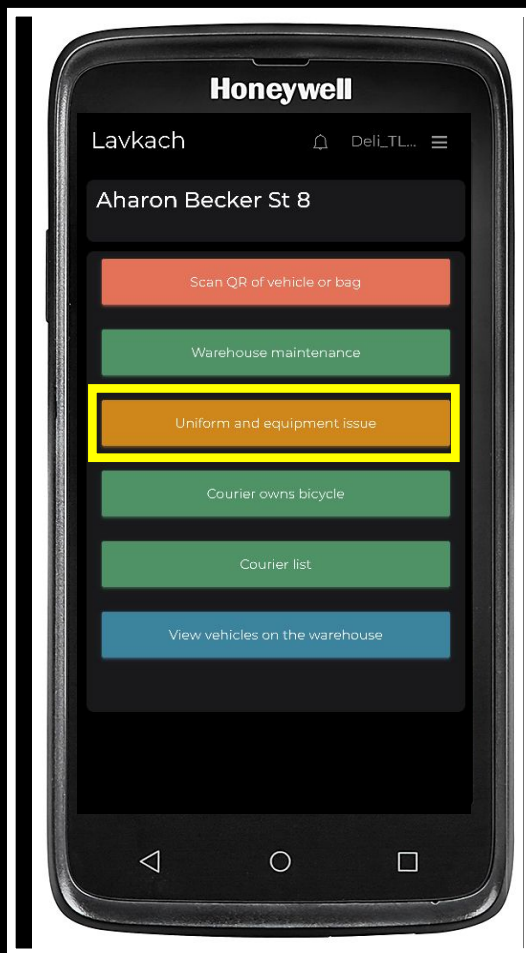 Honeywell
Lavkach
Deli_TL...
Aharon Becker St 8
Scan QR of vehicle or bag
Warehouse maintenance
Uniform and equipment issue
Courier owns bicycle
Courier list
View vehicles on the warehouse